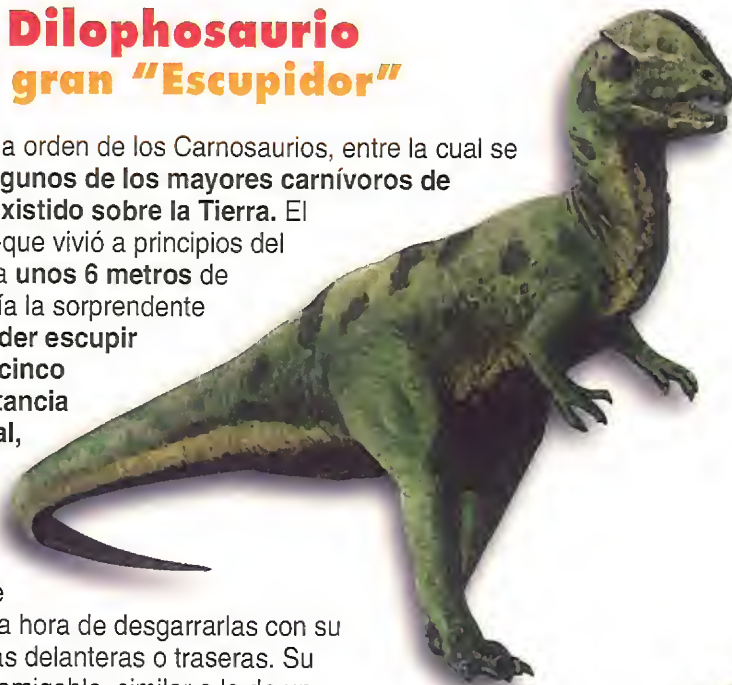 Dilophosaurio
gran "Escupidor"
a orden de los Carnosaurios, entre la cual se
gunos de los mayores carnívoros de
xistido sobre la Tierra. El
que vivió a principios del
a unos 6 metros de
ía la sorprendente
der escupir
cinco
tancia
al,
e
a hora de desgarrarlas con su
as delanteras o traseras. Su